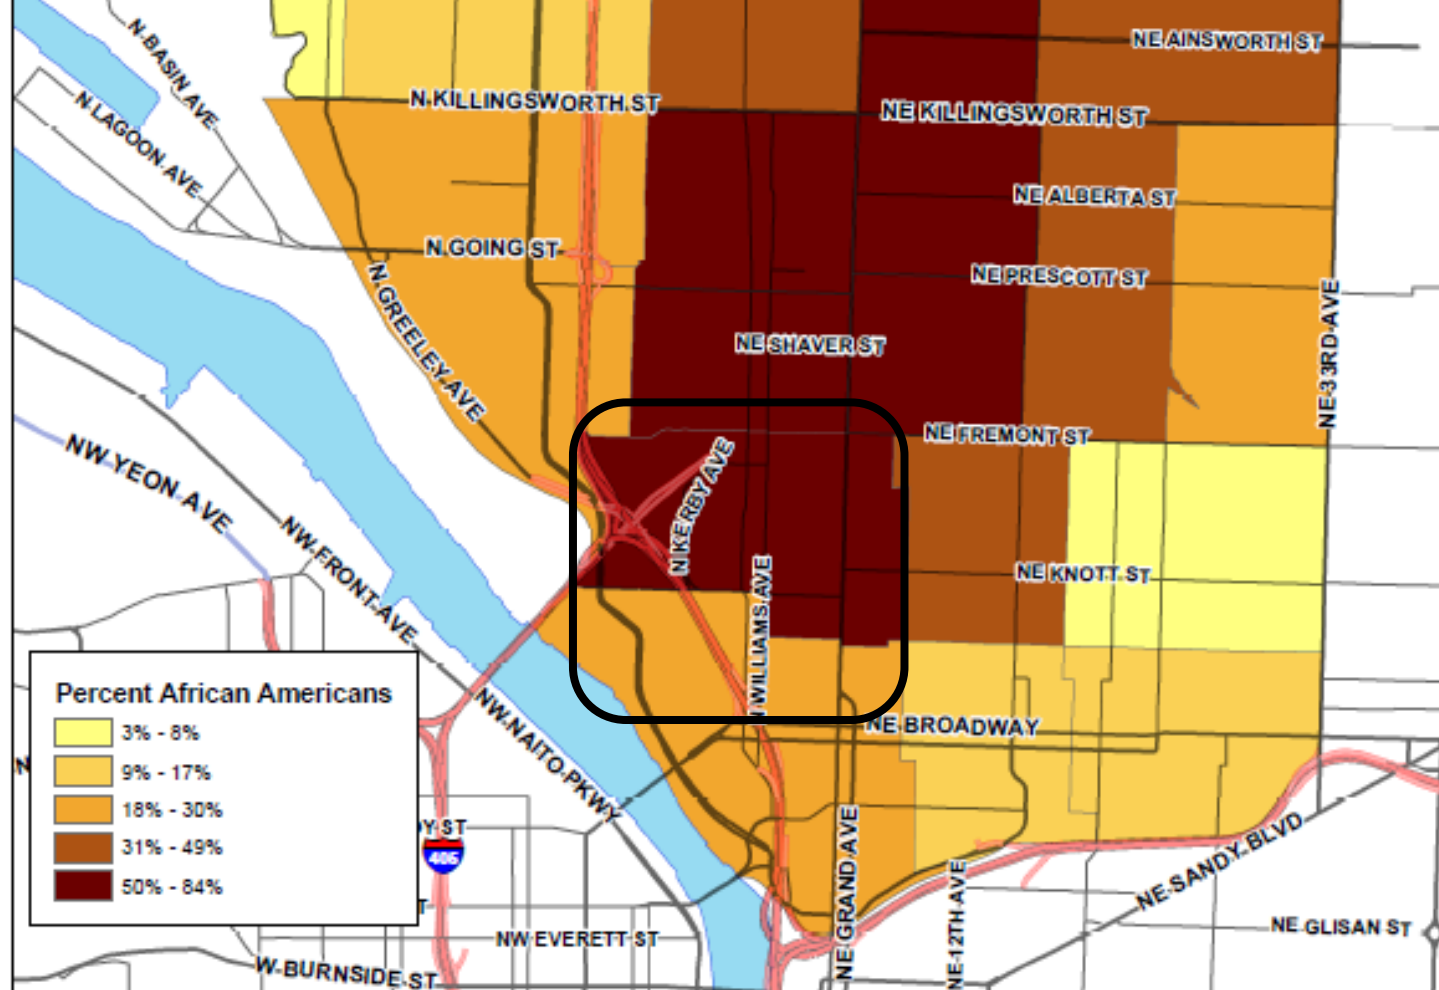 NE AINSWORTH ST
N BASIN AVE
N LAGOON AVE
N KILLINGSWORTH ST
NE KILLINGSWORTH ST
NE ALBERTA ST
N GOING ST
NE PRESCOTT ST
N GREELEY AVE
NE SHAVER ST
NE 33RD AVE
NE FREMONT ST
NW YEON AVE
NW FRONT AVE
N KERBY AVE
NE KNOTT ST
N WILLIAMS AVE
NW NAITO PKWY
NE BROADWAY
Percent African Americans
3% - 8%
9% - 17%
18% - 30%
31% - 49%
50% - 84%
N
Y ST
405
T
NE GRAND AVE
NE 12TH AVE
NE SANDY BLVD
NE GLISAN ST
NW EVERETT ST
W BURNSIDE ST